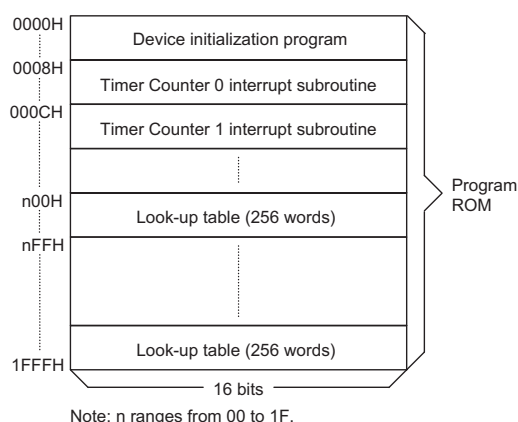 0000H
Device initialization program
0008H
Timer Counter 0 interrupt subroutine
000CH
Timer Counter 1 interrupt subroutine
n00H
Look-up table (256 words)
nFFH
Program
ROM
Look-up table (256 words)
1FFFH
16 bits
Note: n ranges from 00 to 1F.